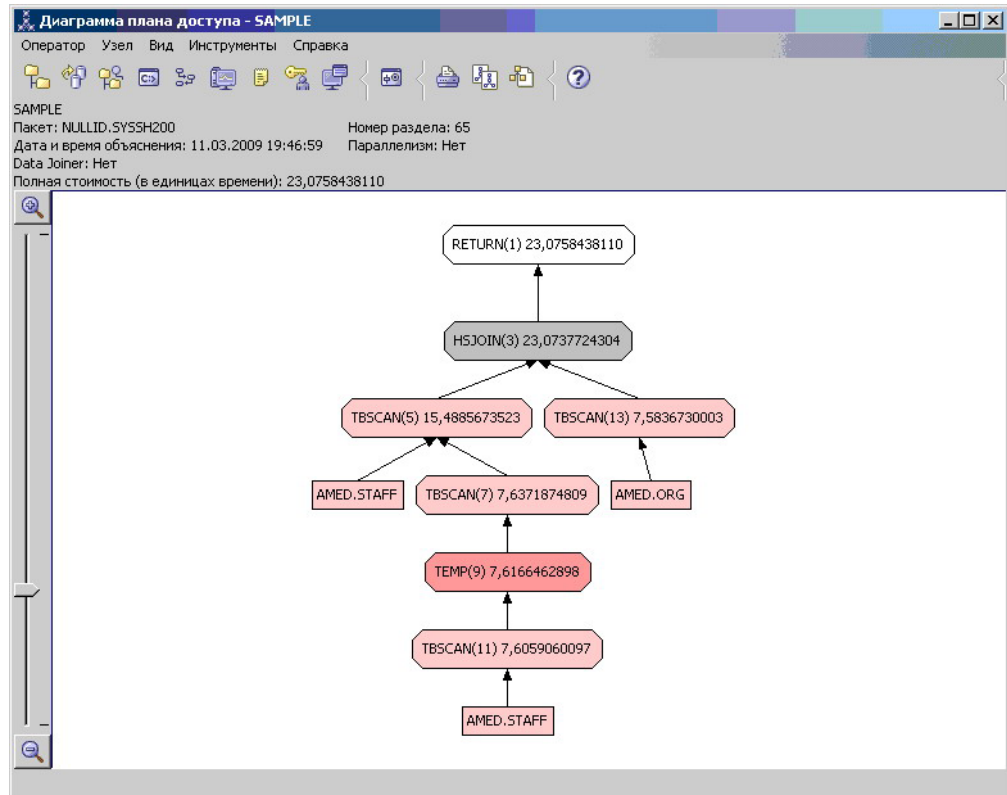 Диаграмма плана доступа - SAMPLE
Оператор Узел Вид Инструменты Справка
SAMPLE
Пакет: NULLID.SYSSH200 Номер раздела: 65
Дата и время объяснения: 11.03.2009 19:46:59 Параллелизм: Нет
Data Joiner: Нет
Полная стоимость (в единицах времени): 23,0758438110
RETURN(1) 23,0758438110
HSJOIN(3) 23,0737724304
TBSCAN(5) 15,4885673523 TBSCAN(13) 7,5836730003
AMED.STAFF TBSCAN(7) 7,6371874809 AMED.ORG
TEMP(9) 7,6166462898
TBSCAN(11) 7,6059060097
AMED.STAFF